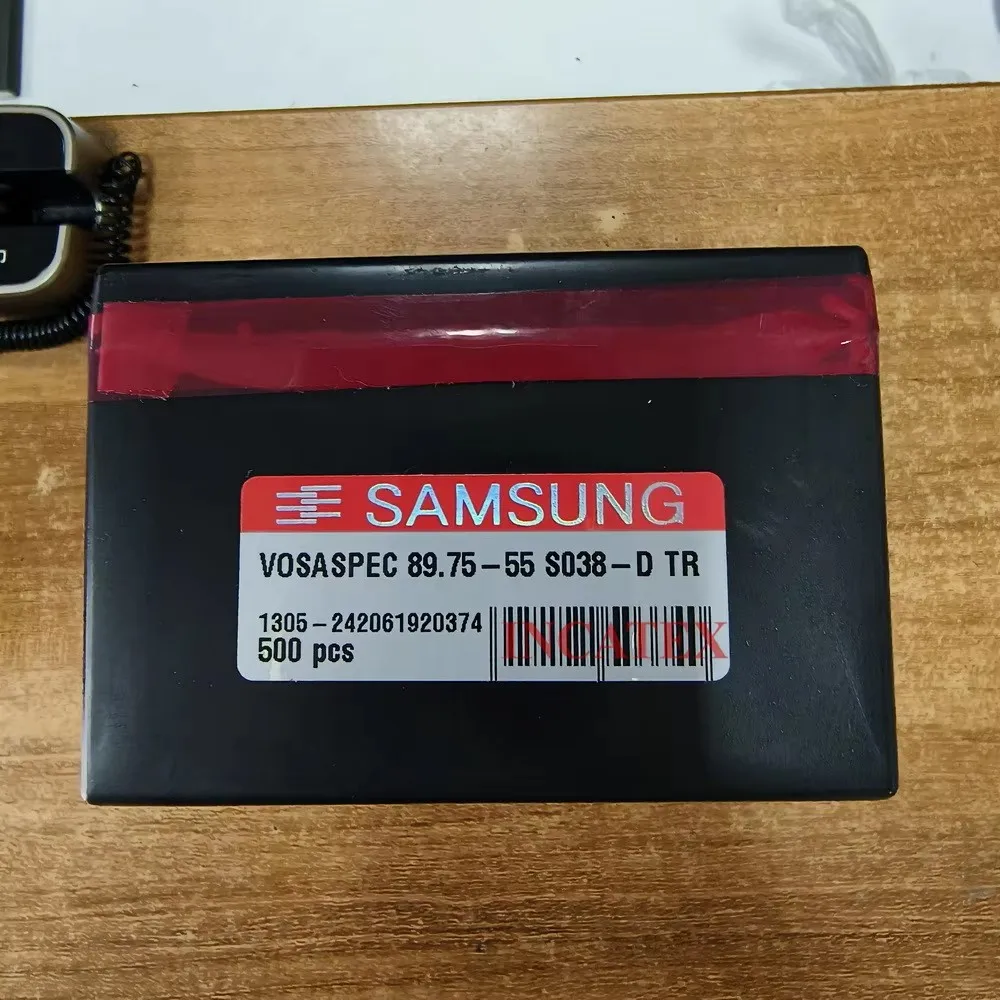 SAMSUNG
VOSASPEC 89.75-55 S038-D TR
1305-242061920374
500 pcs
INCATEX